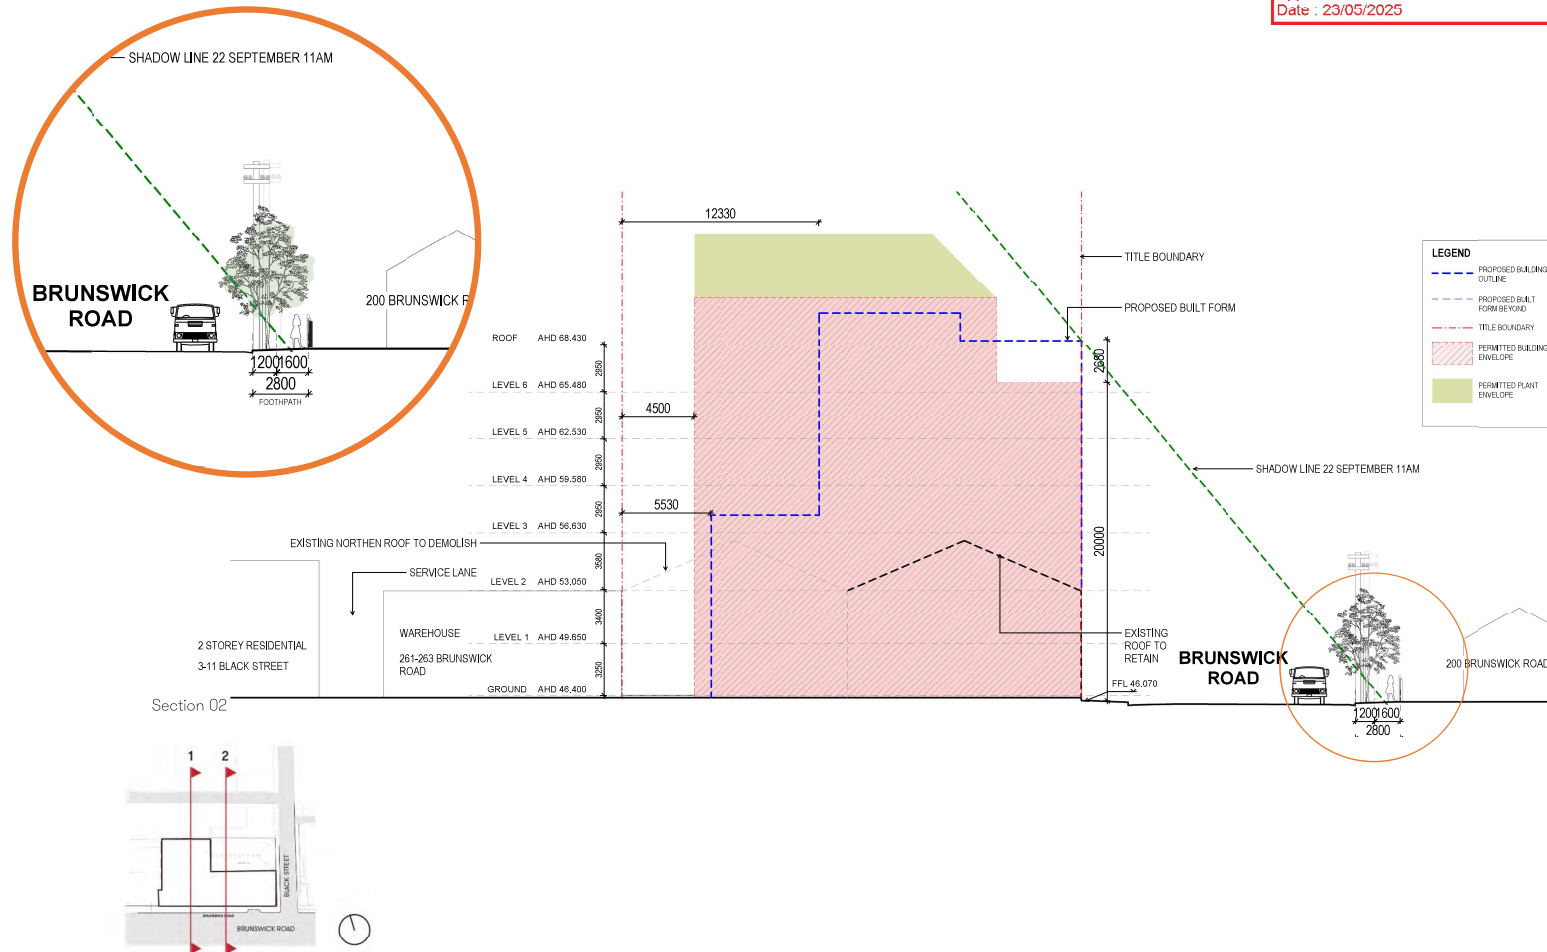 Date : 23/05/2025
SHADOW LINE 22 SEPTEMBER 11AM
BRUNSWICK
ROAD
200 BRUNSWICK R
1200
1600
2800
FOOTHPATH
12330
TITLE BOUNDARY
PROPOSED BUILT FORM
LEGEND
PROPOSED BUILDING
OUTLINE
PROPOSED BUILT
FORM BEYOND
TITLE BOUNDARY
PERMITTED BUILDING
ENVELOPE
PERMITTED PLANT
ENVELOPE
ROOF AHD 68.430
2950
2680
LEVEL 6 AHD 65.480
2950
4500
LEVEL 5 AHD 62.530
2950
SHADOW LINE 22 SEPTEMBER 11AM
LEVEL 4 AHD 59.580
2950
5530
LEVEL 3 AHD 56.630
20000
EXISTING NORTHEN ROOF TO DEMOLISH
3580
SERVICE LANE
LEVEL 2 AHD 53.050
3400
WAREHOUSE
LEVEL 1 AHD 49.650
261-263 BRUNSWICK
ROAD
3250
2 STOREY RESIDENTIAL
3-11 BLACK STREET
EXISTING
ROOF TO
RETAIN
BRUNSWICK
ROAD
200 BRUNSWICK ROAD
GROUND AHD 46.400
FFL 46.070
1200
1600
2800
Section 02
1
2
BLACK STREET
BRUNSWICK ROAD
BRUNSWICK ROAD